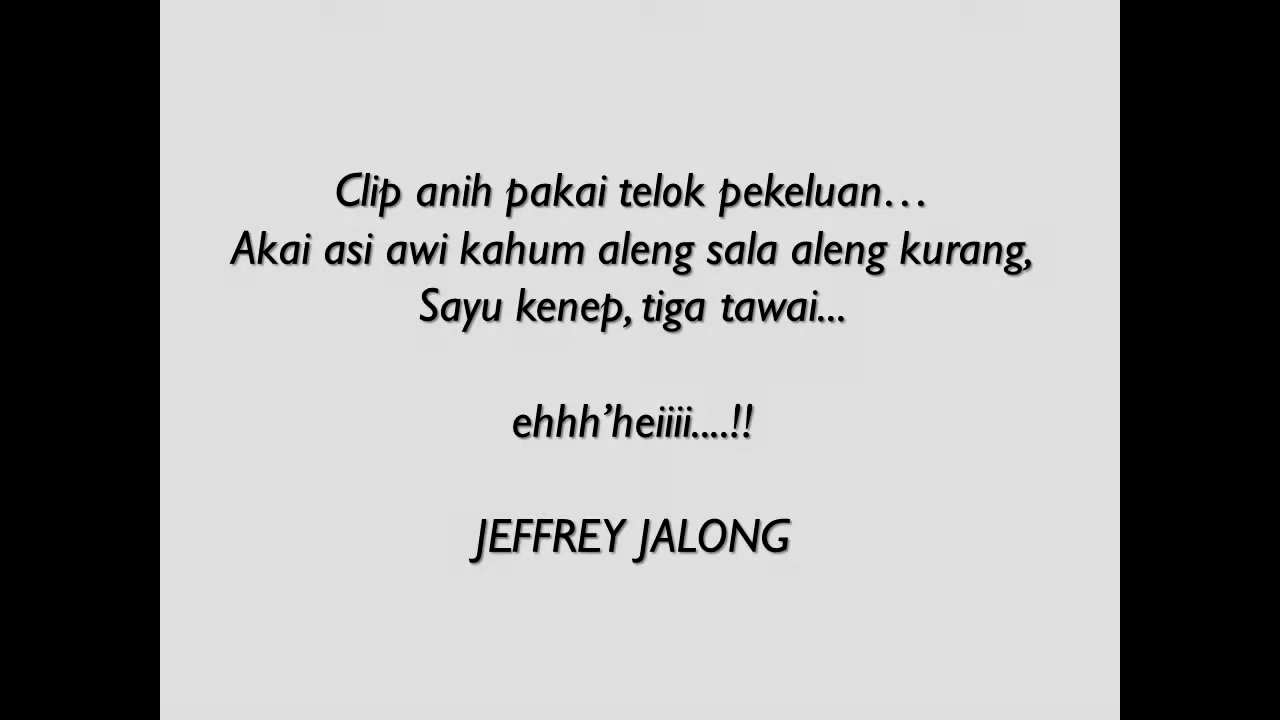 Clip anih pakai telok pekeluan…
Akai asi awi kahum aleng sala aleng kurang,
Sayu kenep, tiga tawai...
ehhh’heiiii....!!
JEFFREY JALONG